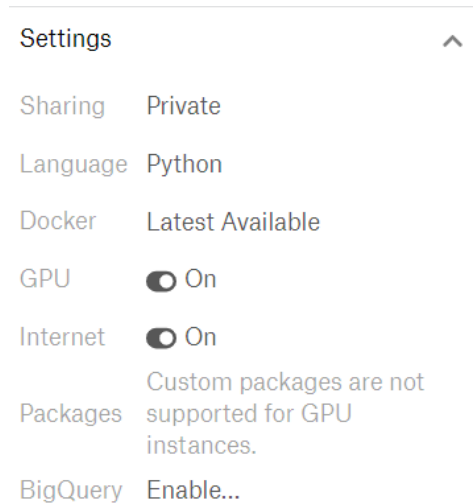 Settings
Sharing Private
Language Python
Docker Latest Available
GPU On
Internet On
Packages Custom packages are not
supported for GPU
instances.
BigQuery Enable...